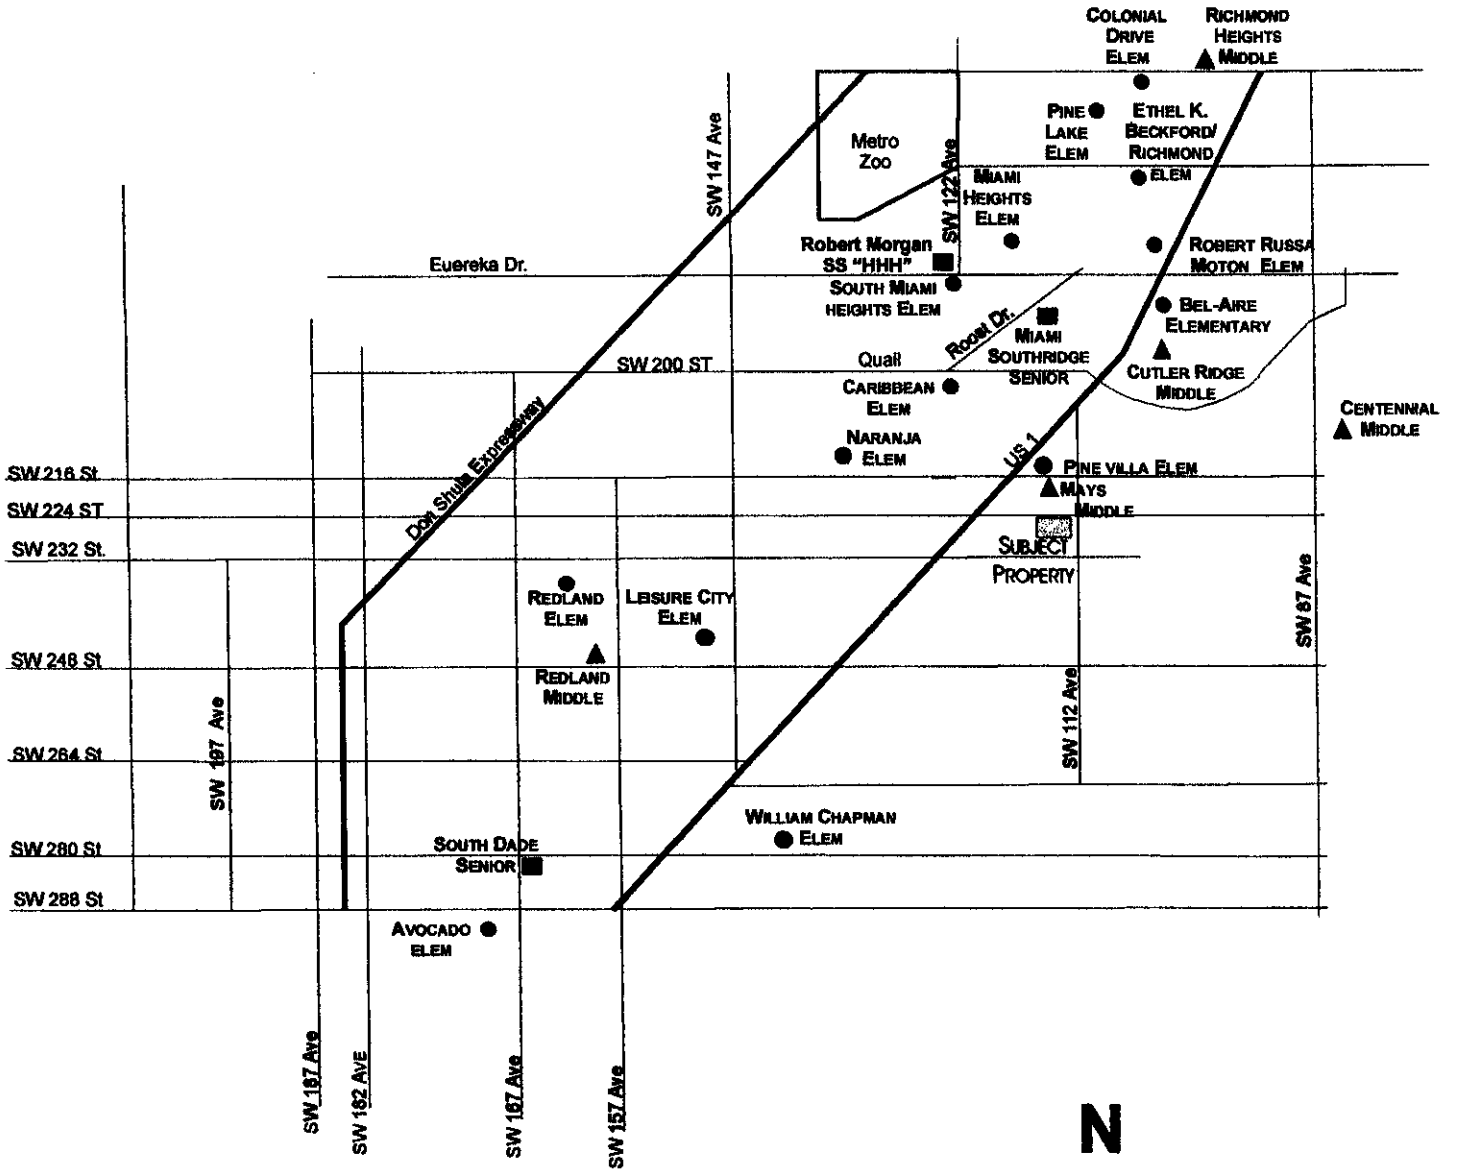 COLONIAL
DRIVE
ELEM
RICHMOND
HEIGHTS
MIDDLE
PINE
LAKE
ELEM
ETHEL K.
BECKFORD/
RICHMOND
ELEM
Metro
Zoo
SW 147 Ave
SW 122 Ave
MIAMI
HEIGHTS
ELEM
Robert Morgan
SS "HHH"
ROBERT RUSSA
MOTON ELEM
Euereka Dr.
SOUTH MIAMI
HEIGHTS ELEM
BEL-AIRE
ELEMENTARY
Roost Dr.
MIAMI
SOUTHRIDGE
SENIOR
Quail
SW 200 ST
CUTLER RIDGE
MIDDLE
CARIBBEAN
ELEM
CENTENNIAL
MIDDLE
Don Shula Expressway
NARANJA
ELEM
US 1
PINE VILLA ELEM
SW 216 St
MAYS
MIDDLE
SW 224 ST
SW 232 St.
SUBJECT
PROPERTY
REDLAND
ELEM
LEISURE CITY
ELEM
SW 87 Ave
SW 248 St
REDLAND
MIDDLE
SW 112 Ave
SW 197 Ave
SW 264 St
WILLIAM CHAPMAN
ELEM
SOUTH DADE
SENIOR
SW 280 St
SW 288 St
AVOCADO
ELEM
SW 187 Ave
SW 182 AVE
SW 167 Ave
SW 157 Ave
N